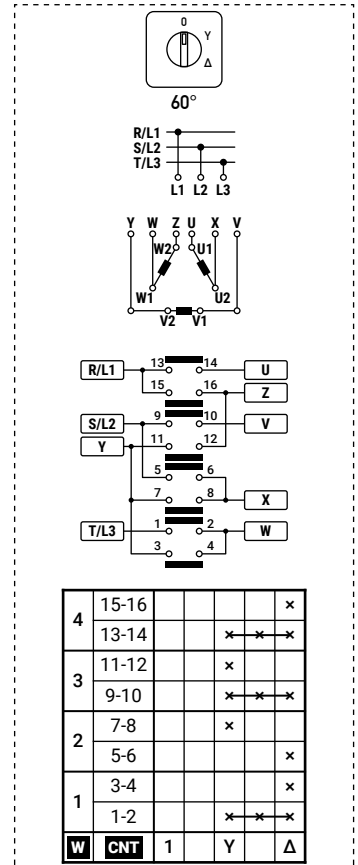 0
Y
Δ
60°
R/L1
S/L2
T/L3
L1 L2 L3
Y W Z U X V
W2 U1
W1 U2
V2 V1
R/L1 13 14 U
15 16 Z
S/L2 9 10 V
Y 11 12
5 6
7 8 X
T/L3 1 2 W
3 4
4 15-16 ×
13-14 × × ×
3 11-12 ×
9-10 × × ×
2 7-8 ×
5-6 ×
1 3-4 ×
1-2 × × ×
W CNT 1 Y Δ